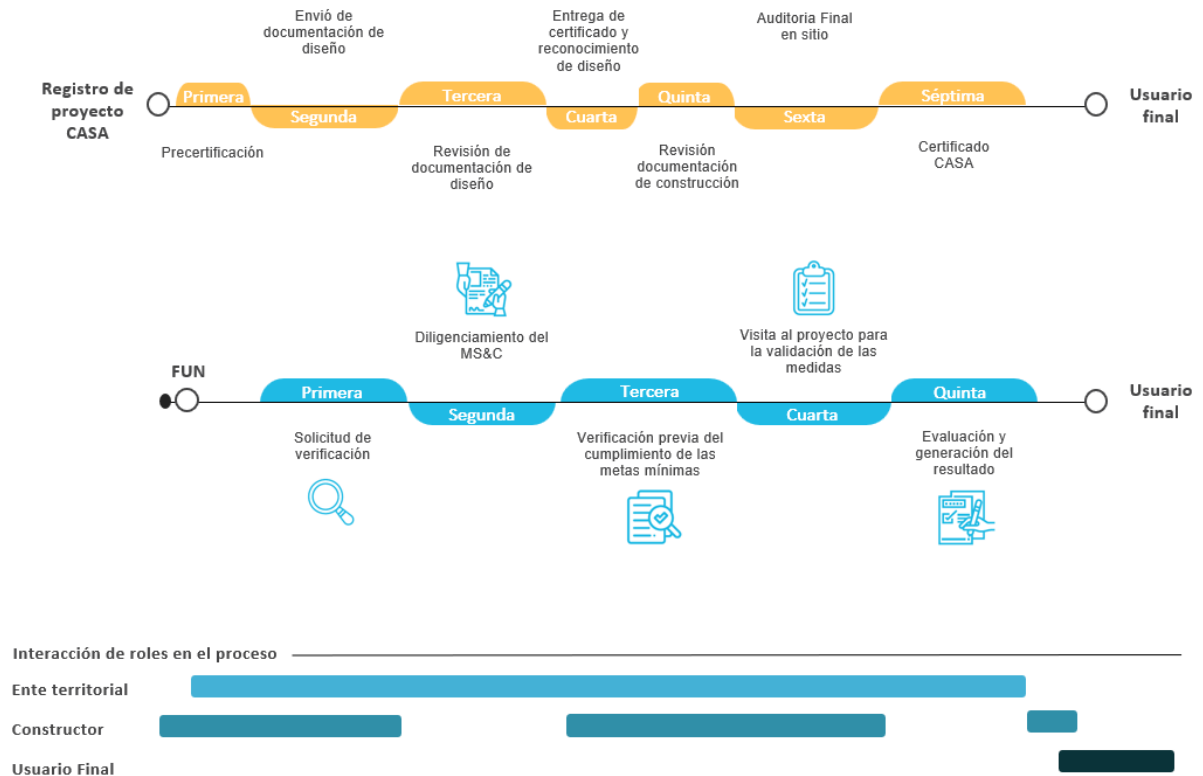 Envió de
documentación de
diseño
Entrega de
certificado y
reconocimiento
de diseño
Auditoria Final
en sitio
Registro de
proyecto
CASA
Primera
Segunda
Tercera
Cuarta
Quinta
Sexta
Séptima
Usuario
final
Precertificación
Revisión de
documentación de
diseño
Revisión
documentación
de construcción
Certificado
CASA
Diligenciamiento del
MS&C
Visita al proyecto para
la validación de las
medidas
FUN
Primera
Segunda
Tercera
Cuarta
Quinta
Usuario
final
Solicitud de
verificación
Verificación previa del
cumplimiento de las
metas mínimas
Evaluación y
generación del
resultado
Interacción de roles en el proceso
Ente territorial
Constructor
Usuario Final